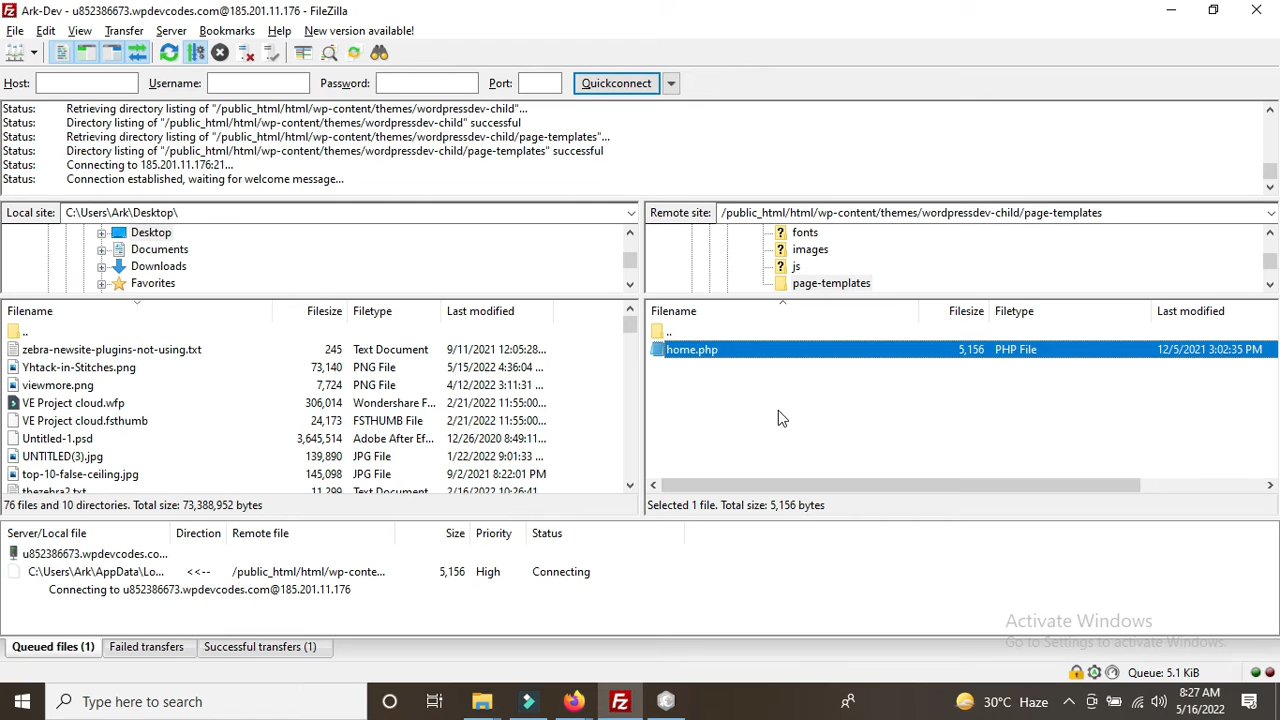 Ark-Dev - u852386673.wpdevcodes.com@185.201.11.176 - FileZilla
File Edit View Transfer Server Bookmarks Help New version available!
Host: Username: Password: Port: Quickconnect
Status: Retrieving directory listing of "/public_html/html/wp-content/themes/wordpressdev-child"...
Status: Directory listing of "/public_html/html/wp-content/themes/wordpressdev-child" successful
Status: Retrieving directory listing of "/public_html/html/wp-content/themes/wordpressdev-child/page-templates"...
Status: Directory listing of "/public_html/html/wp-content/themes/wordpressdev-child/page-templates" successful
Status: Connecting to 185.201.11.176:21...
Status: Connection established, waiting for welcome message...
Local site: C:\Users\Ark\Desktop\
Desktop
Documents
Downloads
Favorites
Remote site: /public_html/html/wp-content/themes/wordpressdev-child/page-templates
fonts
images
js
page-templates
Filename Filesize Filetype Last modified
..
zebra-newsite-plugins-not-using.txt 245 Text Document 9/11/2021 12:05:28...
Yhtack-in-Stitches.png 73,140 PNG File 5/15/2022 4:36:04 ...
viewmore.png 7,724 PNG File 4/12/2022 3:11:31 ...
VE Project cloud.wfp 306,014 Wondershare F... 2/21/2022 11:55:00...
VE Project cloud.fsthumb 24,173 FSTHUMB File 2/21/2022 11:55:00...
Untitled-1.psd 3,645,514 Adobe After Ef... 12/26/2020 8:49:11...
UNTITLED(3).jpg 139,890 JPG File 1/22/2022 9:01:33 ...
top-10-false-ceiling.jpg 145,098 JPG File 9/2/2021 8:22:01 PM
thezebra2.txt 11,299 Text Document 2/16/2022 10:26:41...
76 files and 10 directories. Total size: 73,388,952 bytes
Filename Filesize Filetype Last modified
..
home.php 5,156 PHP File 12/5/2021 3:02:35 PM
Selected 1 file. Total size: 5,156 bytes
Server/Local file Direction Remote file Size Priority Status
u852386673.wpdevcodes.co...
C:\Users\Ark\AppData\Lo... <<-- /public_html/html/wp-conte... 5,156 High Connecting
Connecting to u852386673.wpdevcodes.com@185.201.11.176
Activate Windows
Go to Settings to activate Windows.
Queued files (1) Failed transfers Successful transfers (1)
Queue: 5.1 KiB
Type here to search
30°C Haze
8:27 AM
5/16/2022